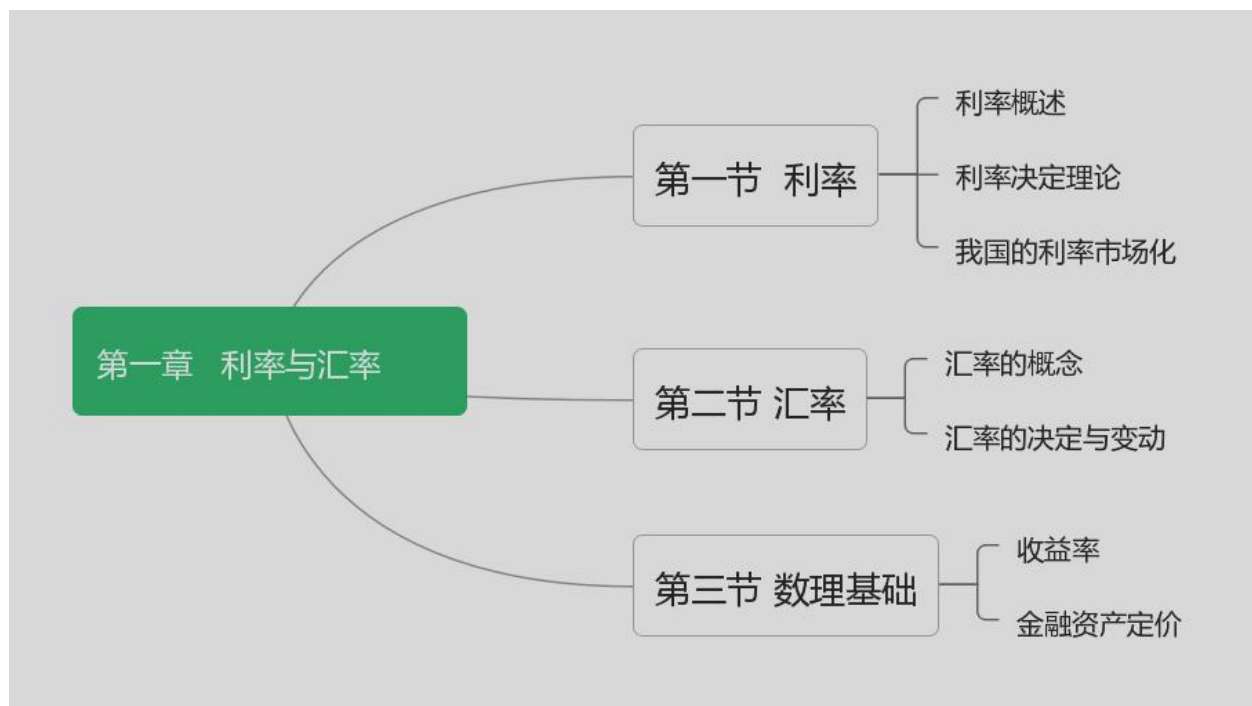 第一章 利率与汇率
第一节 利率
利率概述
利率决定理论
我国的利率市场化
第二节 汇率
汇率的概念
汇率的决定与变动
第三节 数理基础
收益率
金融资产定价